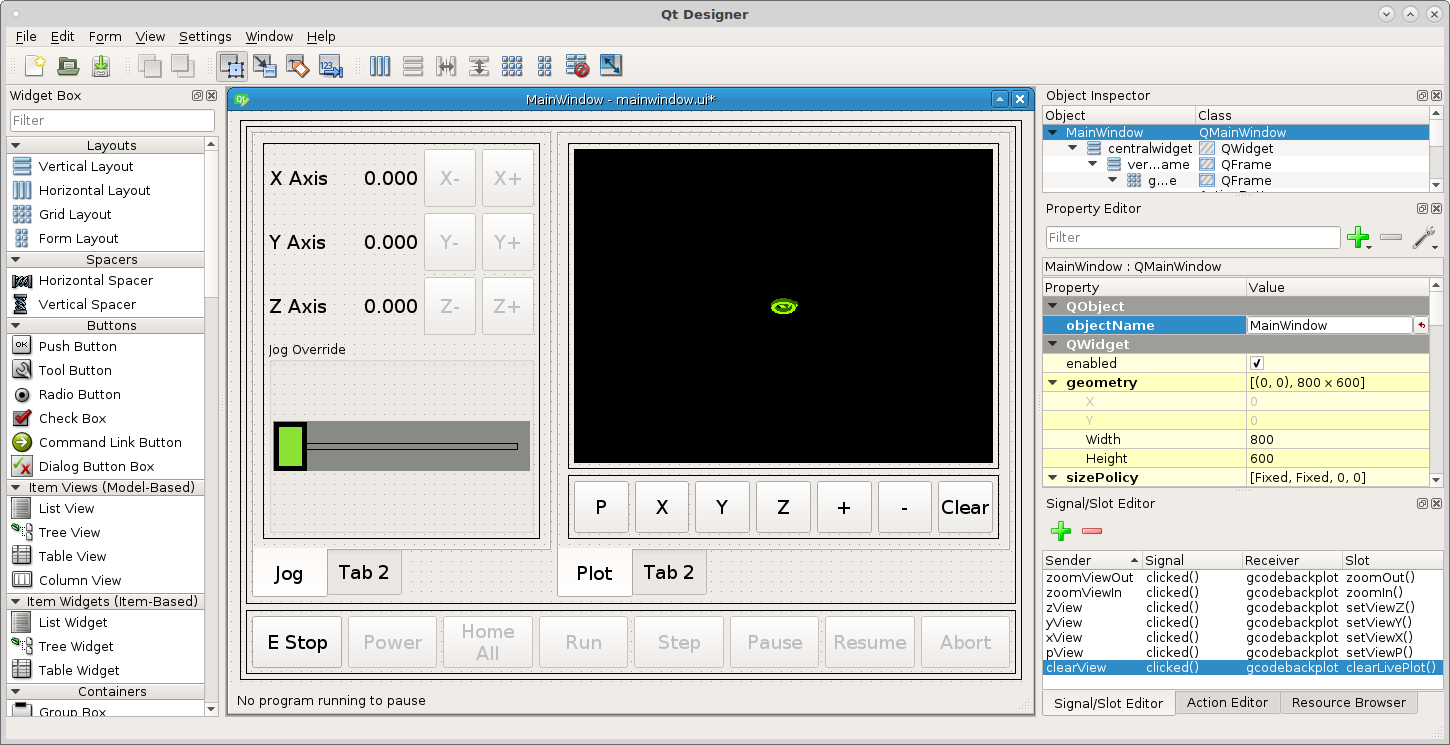 Qt Designer
File Edit Form View Settings Window Help
Widget Box
Filter
Layouts
Vertical Layout
Horizontal Layout
Grid Layout
Form Layout
Spacers
Horizontal Spacer
Vertical Spacer
Buttons
OK Push Button
Tool Button
Radio Button
Check Box
Command Link Button
Dialog Button Box
Item Views (Model-Based)
List View
Tree View
Table View
Column View
Item Widgets (Item-Based)
List Widget
Tree Widget
Table Widget
Containers
Group Box
MainWindow - mainwindow.ui*
X Axis 0.000 X- X+
Y Axis 0.000 Y- Y+
Z Axis 0.000 Z- Z+
Jog Override
Jog Tab 2
P X Y Z + - Clear
Plot Tab 2
E Stop Power Home All Run Step Pause Resume Abort
No program running to pause
Object Inspector
Object Class
MainWindow QMainWindow
centralwidget QWidget
ver...ame QFrame
g...e QFrame
Property Editor
Filter
MainWindow : QMainWindow
Property Value
QObject
objectName MainWindow
QWidget
enabled
geometry [(0, 0), 800 x 600]
X 0
Y 0
Width 800
Height 600
sizePolicy [Fixed, Fixed, 0, 0]
Signal/Slot Editor
Sender Signal Receiver Slot
zoomViewOut clicked() gcodebackplot zoomOut()
zoomViewIn clicked() gcodebackplot zoomIn()
zView clicked() gcodebackplot setViewZ()
yView clicked() gcodebackplot setViewY()
xView clicked() gcodebackplot setViewX()
pView clicked() gcodebackplot setViewP()
clearView clicked() gcodebackplot clearLivePlot()
Signal/Slot Editor Action Editor Resource Browser